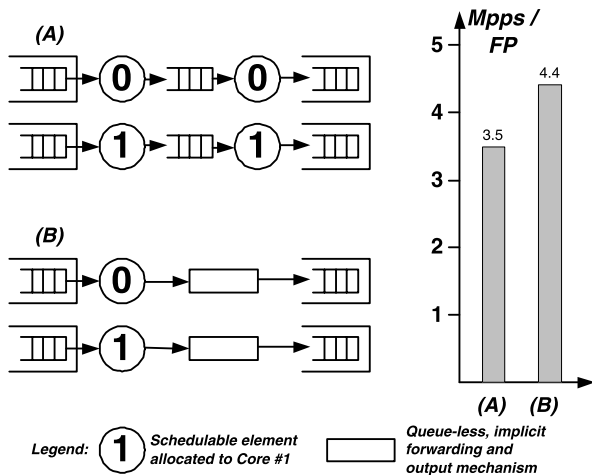 (A)
0
0
1
1
(B)
0
1
Mpps /
FP
5
4.4
4
3.5
3
2
1
(A)
(B)
Legend:
1
Schedulable element
allocated to Core #1
Queue-less, implicit
forwarding and
output mechanism